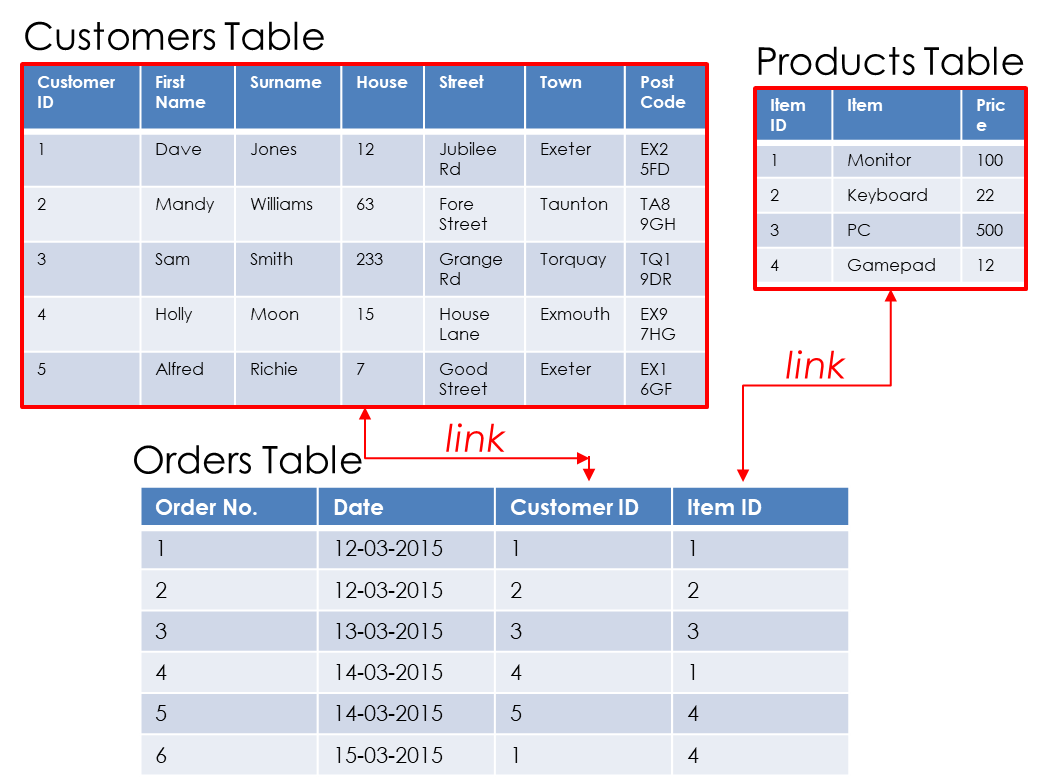 Customers Table
Customer ID First Name Surname House Street Town Post Code
1 Dave Jones 12 Jubilee Rd Exeter EX2 5FD
2 Mandy Williams 63 Fore Street Taunton TA8 9GH
3 Sam Smith 233 Grange Rd Torquay TQ1 9DR
4 Holly Moon 15 House Lane Exmouth EX9 7HG
5 Alfred Richie 7 Good Street Exeter EX1 6GF
Products Table
Item ID Item Pric e
1 Monitor 100
2 Keyboard 22
3 PC 500
4 Gamepad 12
link
link
Orders Table
Order No. Date Customer ID Item ID
1 12-03-2015 1 1
2 12-03-2015 2 2
3 13-03-2015 3 3
4 14-03-2015 4 1
5 14-03-2015 5 4
6 15-03-2015 1 4